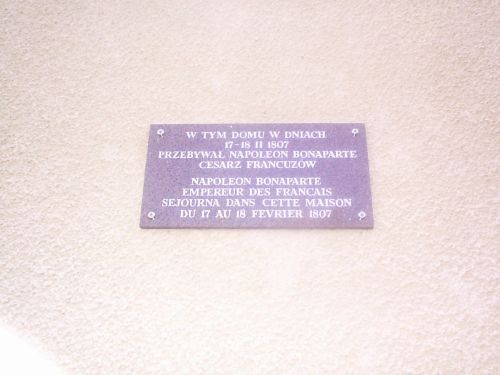 W TYM DOMU W DNIACH
17-18 II 1807
PRZEBYWAŁ NAPOLEON BONAPARTE
CESARZ FRANCUZÓW
NAPOLEON BONAPARTE
EMPEREUR DES FRANCAIS
SEJOURNA DANS CETTE MAISON
DU 17 AU 18 FEVRIER 1807